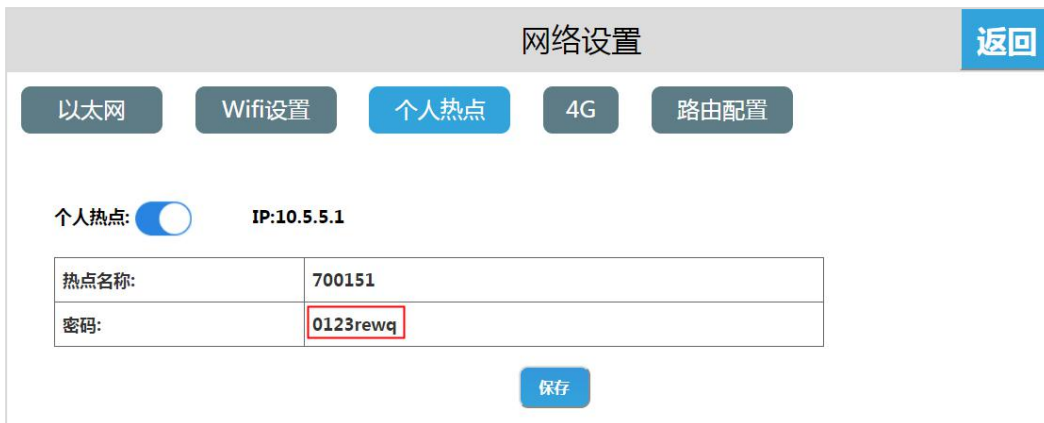 网络设置
返回
以太网 Wifi设置 个人热点 4G 路由配置
个人热点: IP:10.5.5.1
热点名称: 700151
密码: 0123rewq
保存